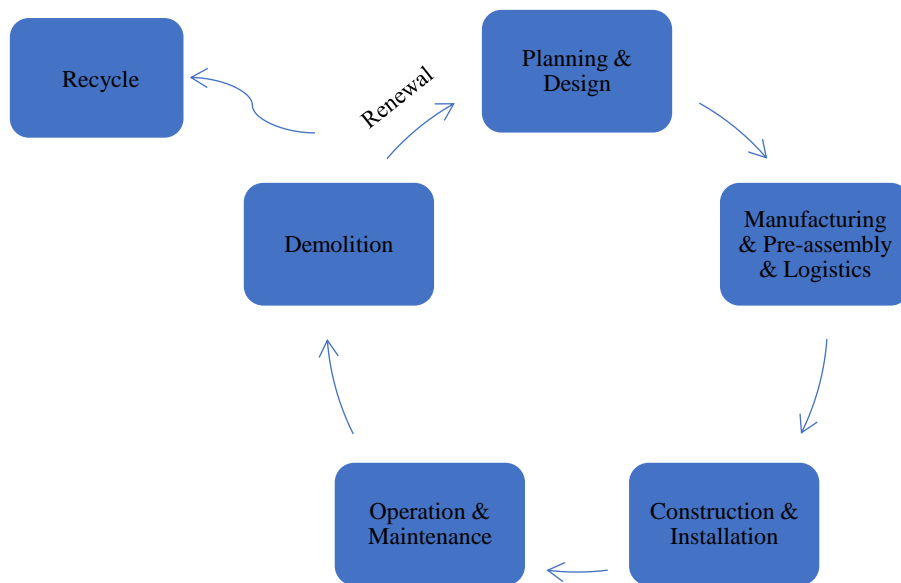 Recycle
Renewal
Planning &
Design
Manufacturing
& Pre-assembly
& Logistics
Demolition
Operation &
Maintenance
Construction &
Installation